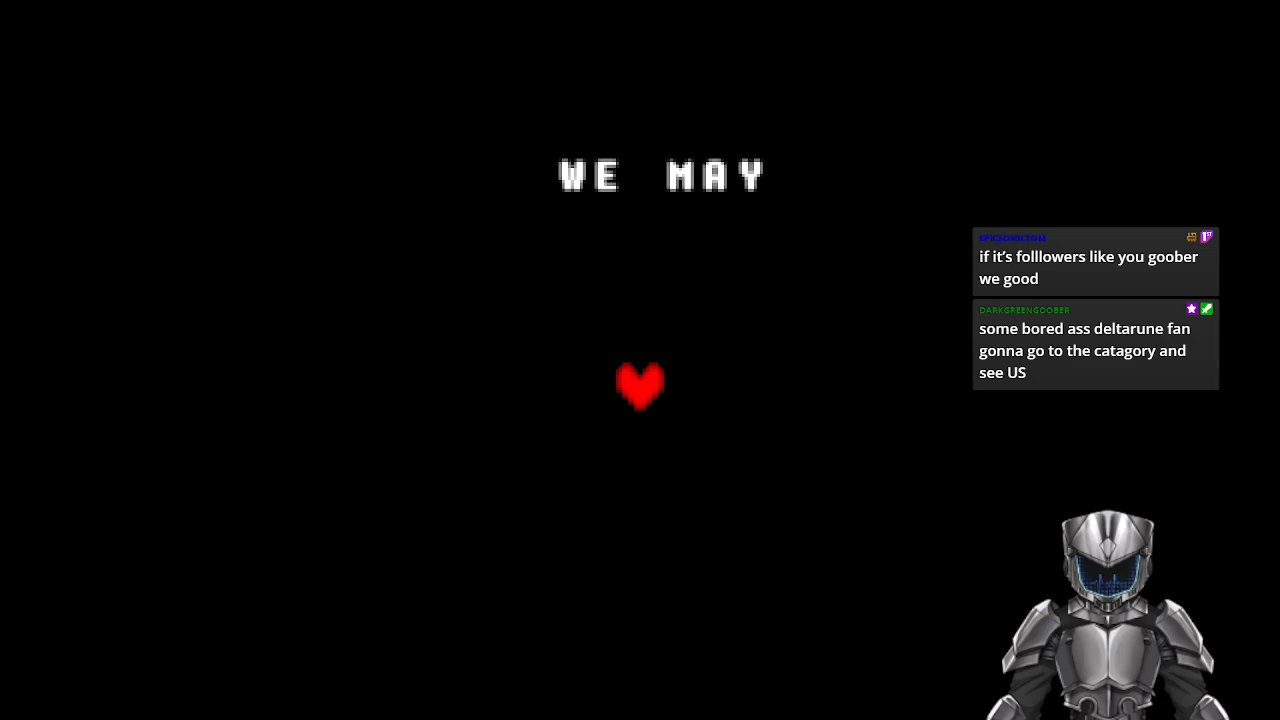 WE MAY
if it's folllowers like you goober
we good
DARKGREENGOOBER
some bored ass deltarune fan
gonna go to the catagory and
see US